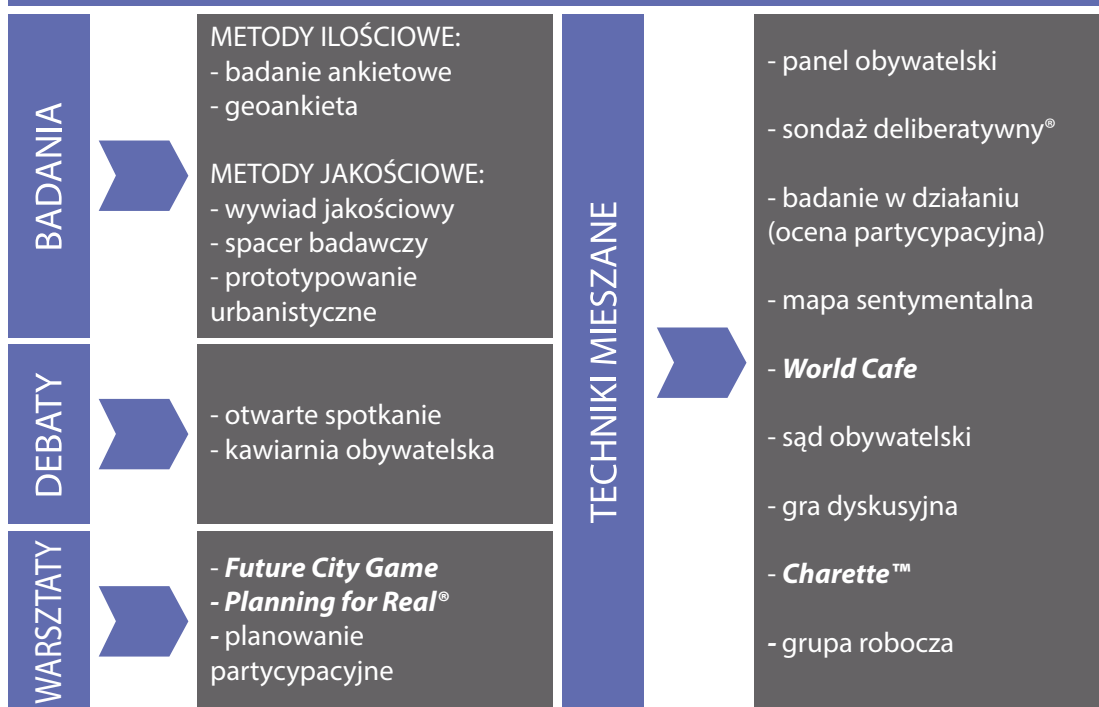 BADANIA
METODY ILOŚCIOWE:
- badanie ankietowe
- geoankieta
METODY JAKOŚCIOWE:
- wywiad jakościowy
- spacer badawczy
- prototypowanie
urbanistyczne
DEBATY
- otwarte spotkanie
- kawiarnia obywatelska
WARSZTATY
- Future City Game
- Planning for Real®
- planowanie
partycypacyjne
TECHNIKI MIESZANE
- panel obywatelski
- sondaż deliberatywny®
- badanie w działaniu
(ocena partycypacyjna)
- mapa sentymentalna
- World Cafe
- sąd obywatelski
- gra dyskusyjna
- Charette™
- grupa robocza